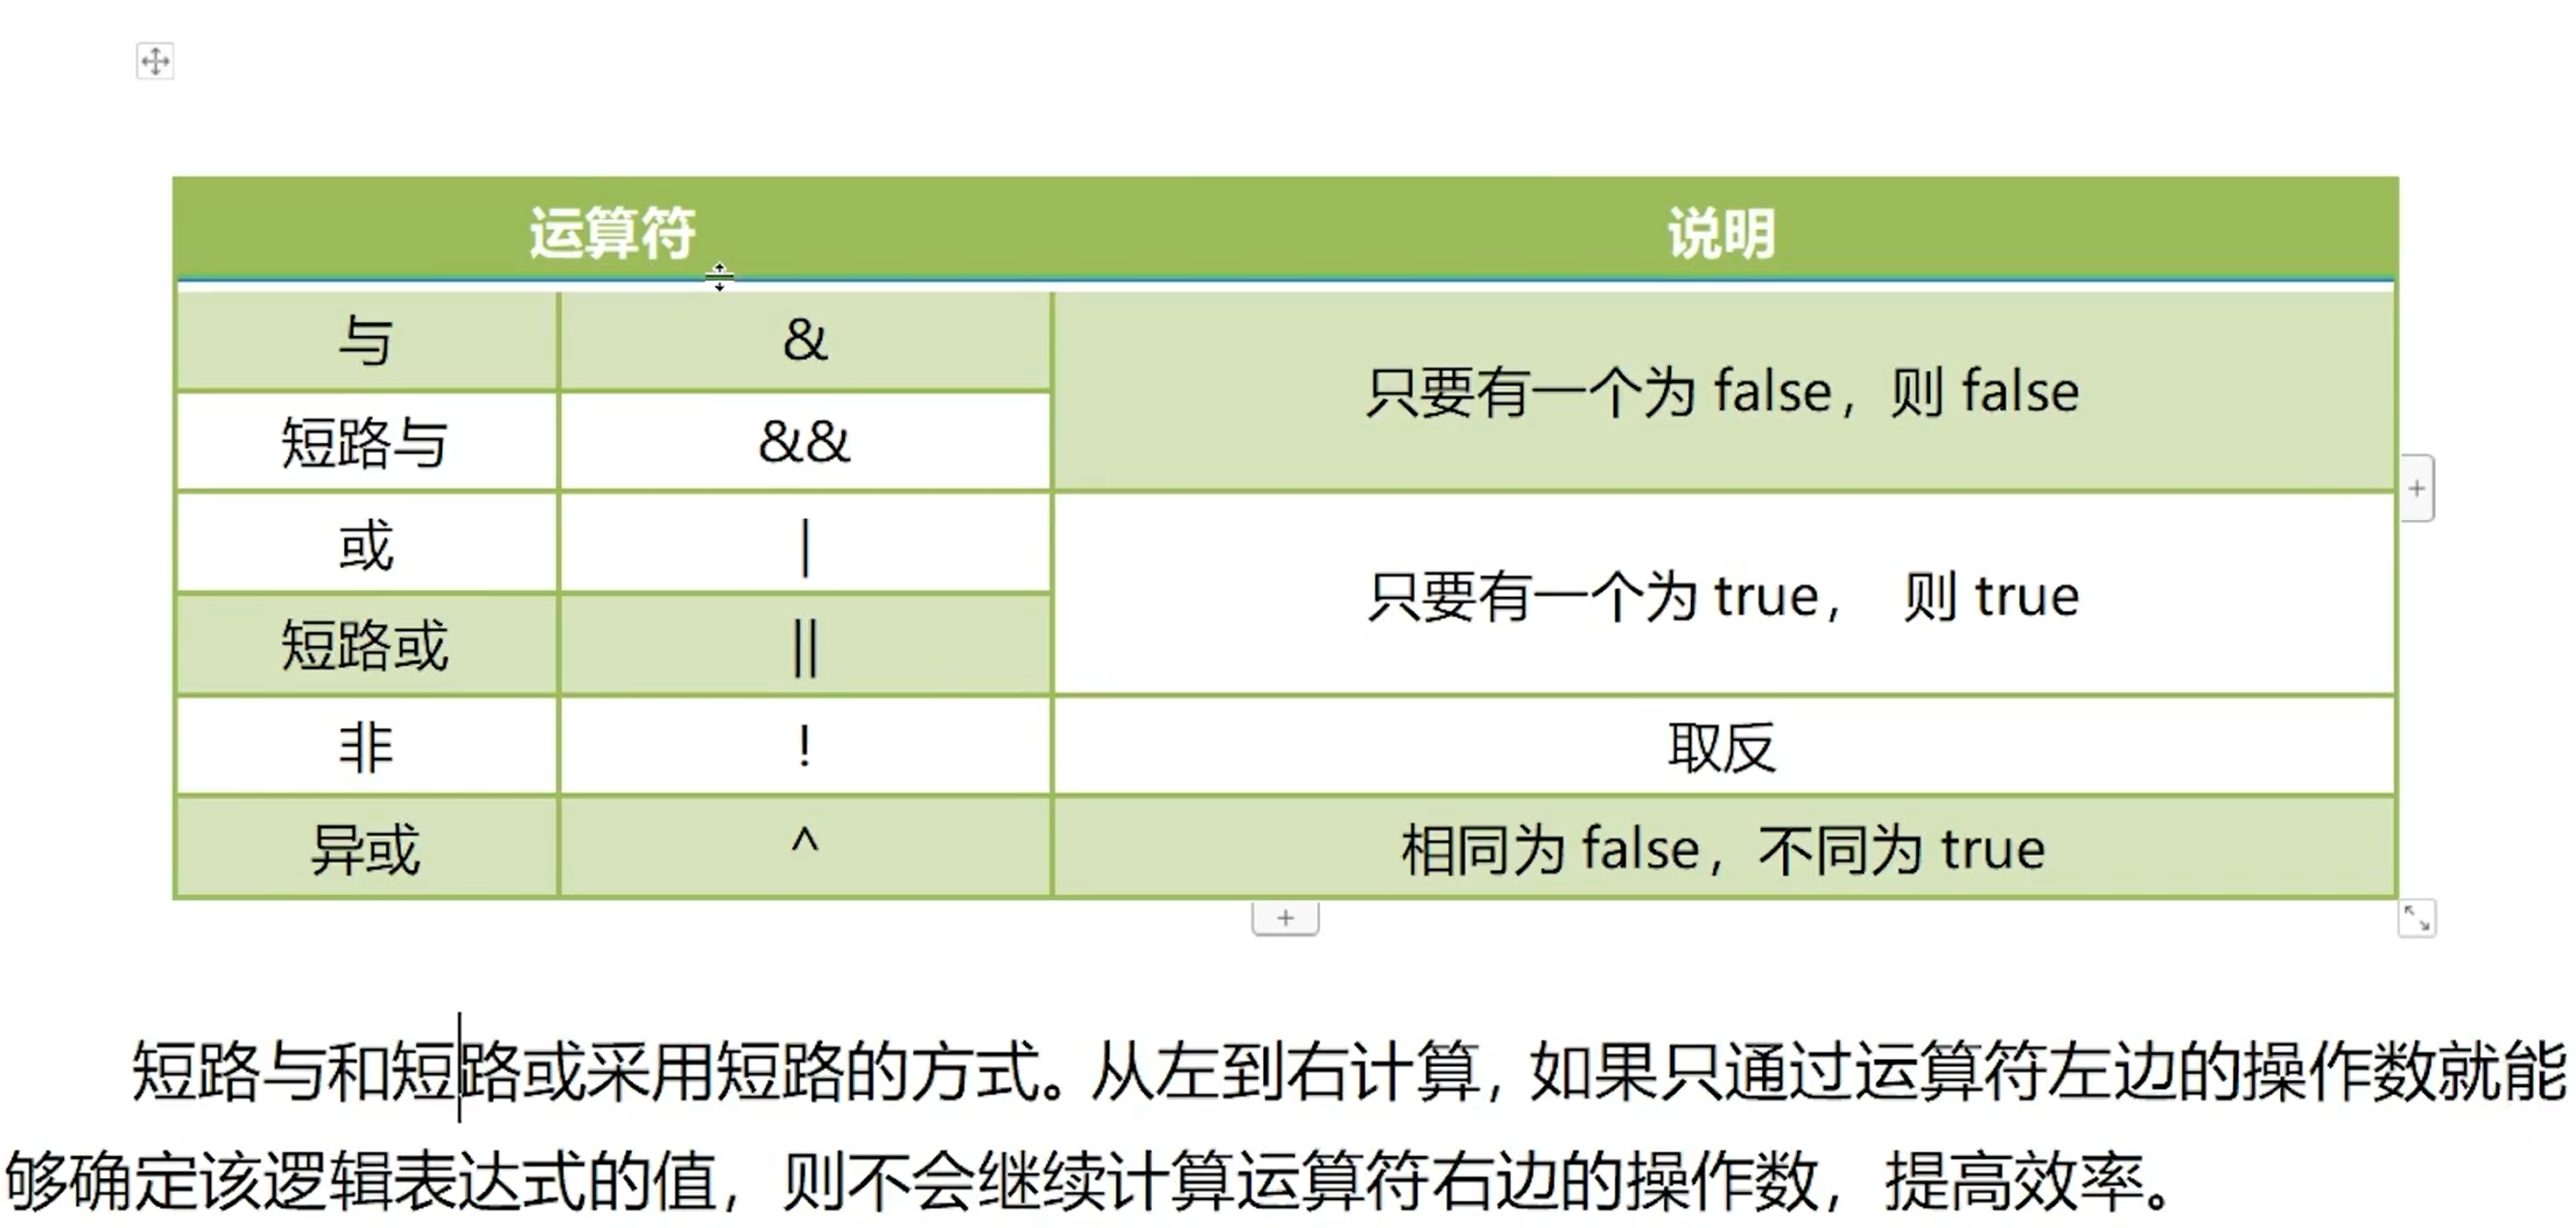 运算符 说明
与 & 只要有一个为 false，则 false
短路与 &&
或 | 只要有一个为 true， 则 true
短路或 ||
非 ! 取反
异或 ^ 相同为 false，不同为 true
短路与和短路或采用短路的方式。从左到右计算，如果只通过运算符左边的操作数就能
够确定该逻辑表达式的值，则不会继续计算运算符右边的操作数，提高效率。